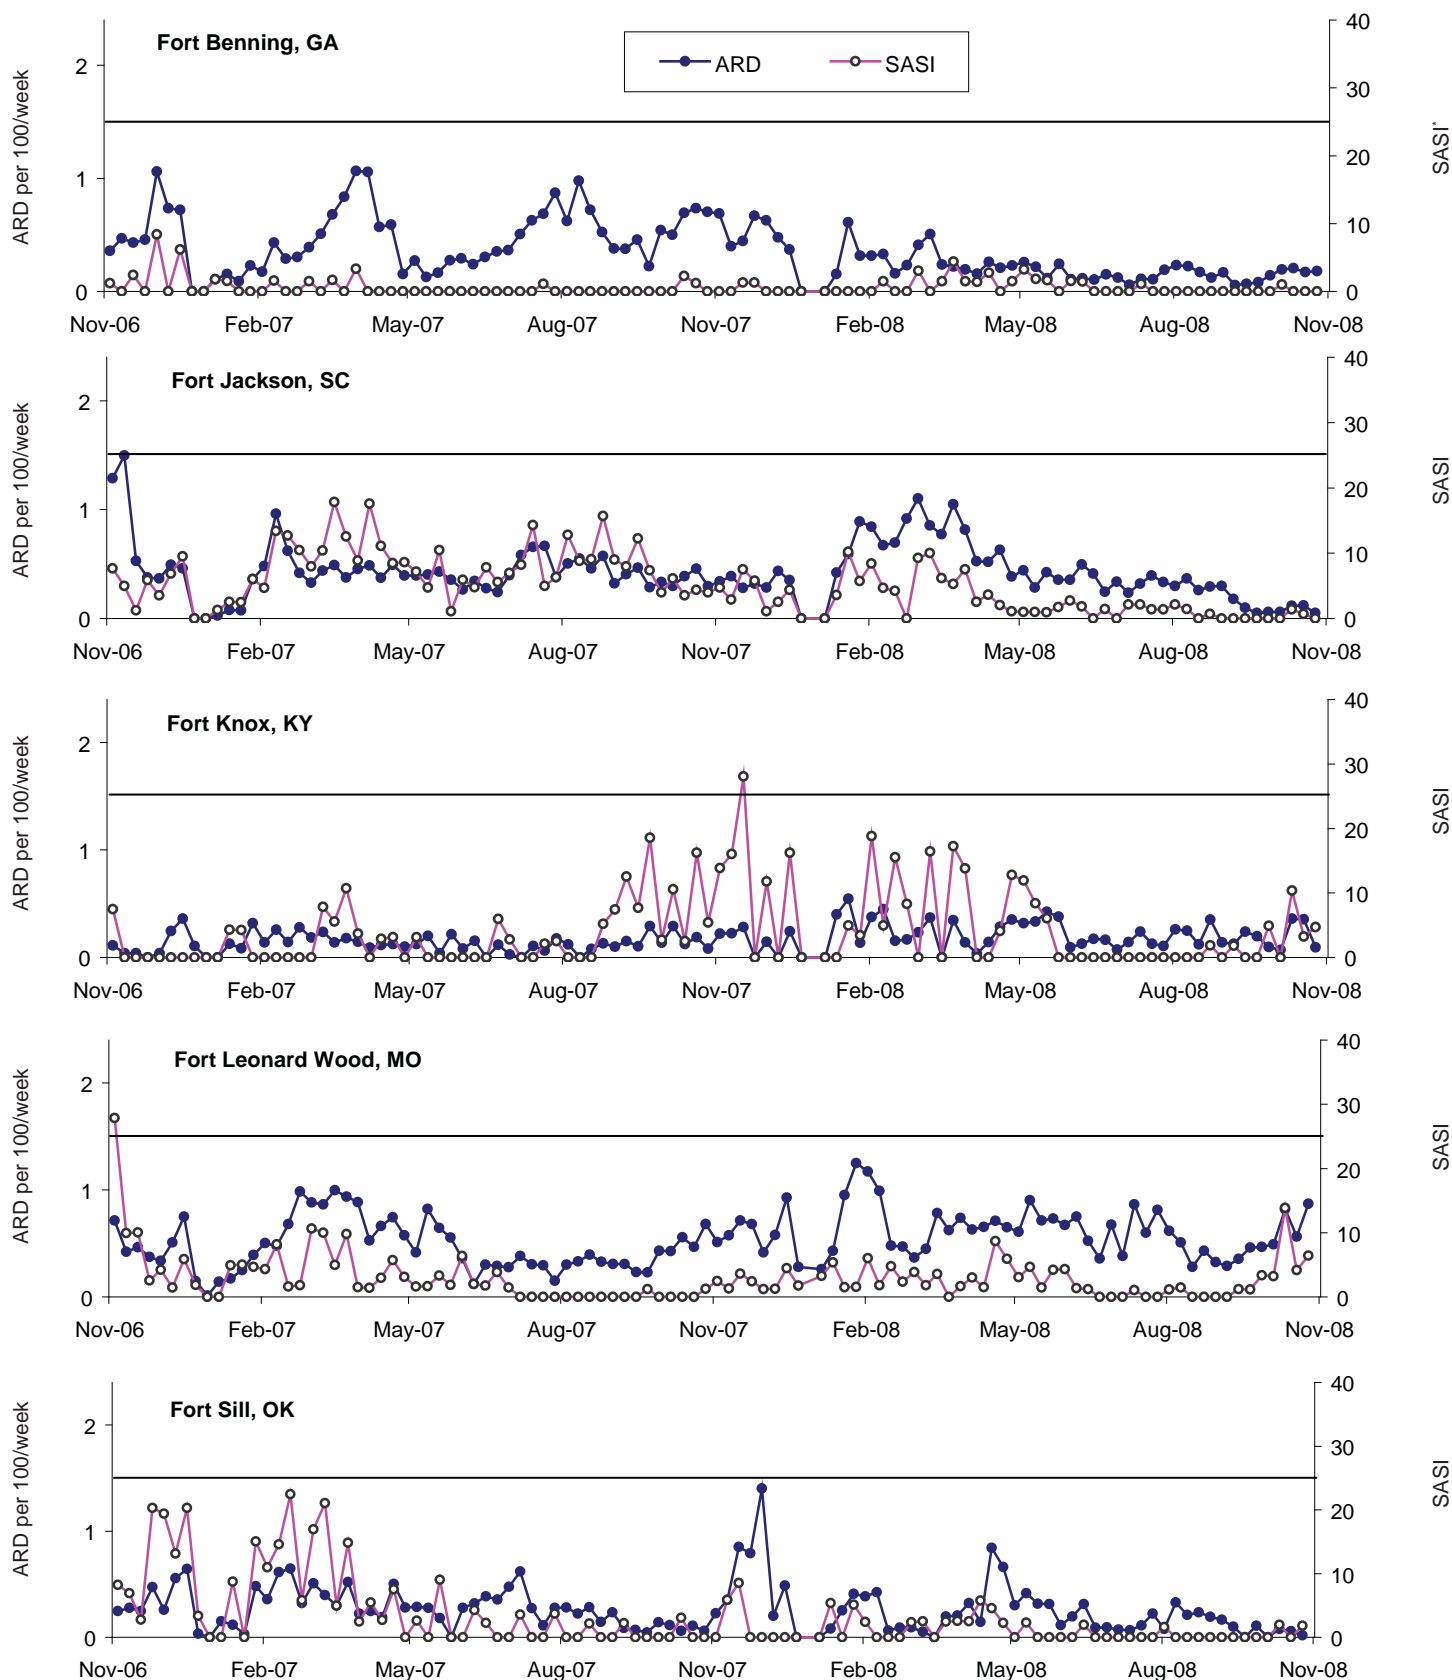 Fort Benning, GA
ARD SASI
ARD per 100/week
SASI*
2
1
0
40
30
20
10
0
Nov-06 Feb-07 May-07 Aug-07 Nov-07 Feb-08 May-08 Aug-08 Nov-08
Fort Jackson, SC
ARD per 100/week
SASI
2
1
0
40
30
20
10
0
Nov-06 Feb-07 May-07 Aug-07 Nov-07 Feb-08 May-08 Aug-08 Nov-08
Fort Knox, KY
ARD per 100/week
SASI
2
1
0
40
30
20
10
0
Nov-06 Feb-07 May-07 Aug-07 Nov-07 Feb-08 May-08 Aug-08 Nov-08
Fort Leonard Wood, MO
ARD per 100/week
SASI
2
1
0
40
30
20
10
0
Nov-06 Feb-07 May-07 Aug-07 Nov-07 Feb-08 May-08 Aug-08 Nov-08
Fort Sill, OK
ARD per 100/week
SASI
2
1
0
40
30
20
10
0
Nov-06 Feb-07 May-07 Aug-07 Nov-07 Feb-08 May-08 Aug-08 Nov-08